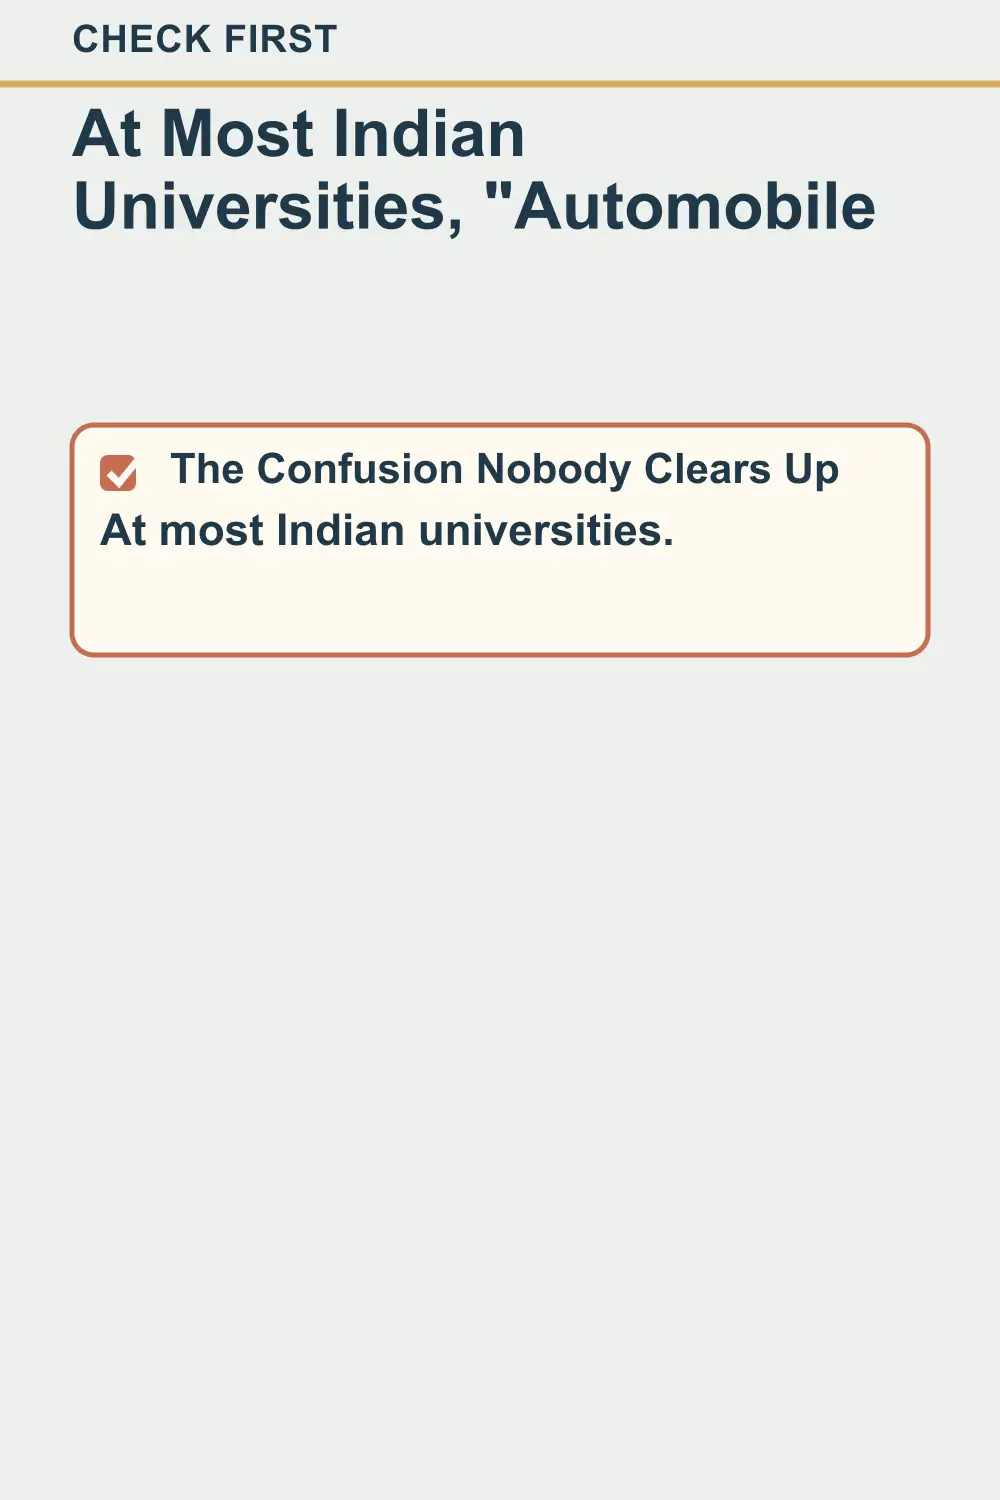 CHECK FIRST
At Most Indian
Universities, "Automobile
The Confusion Nobody Clears Up
At most Indian universities.